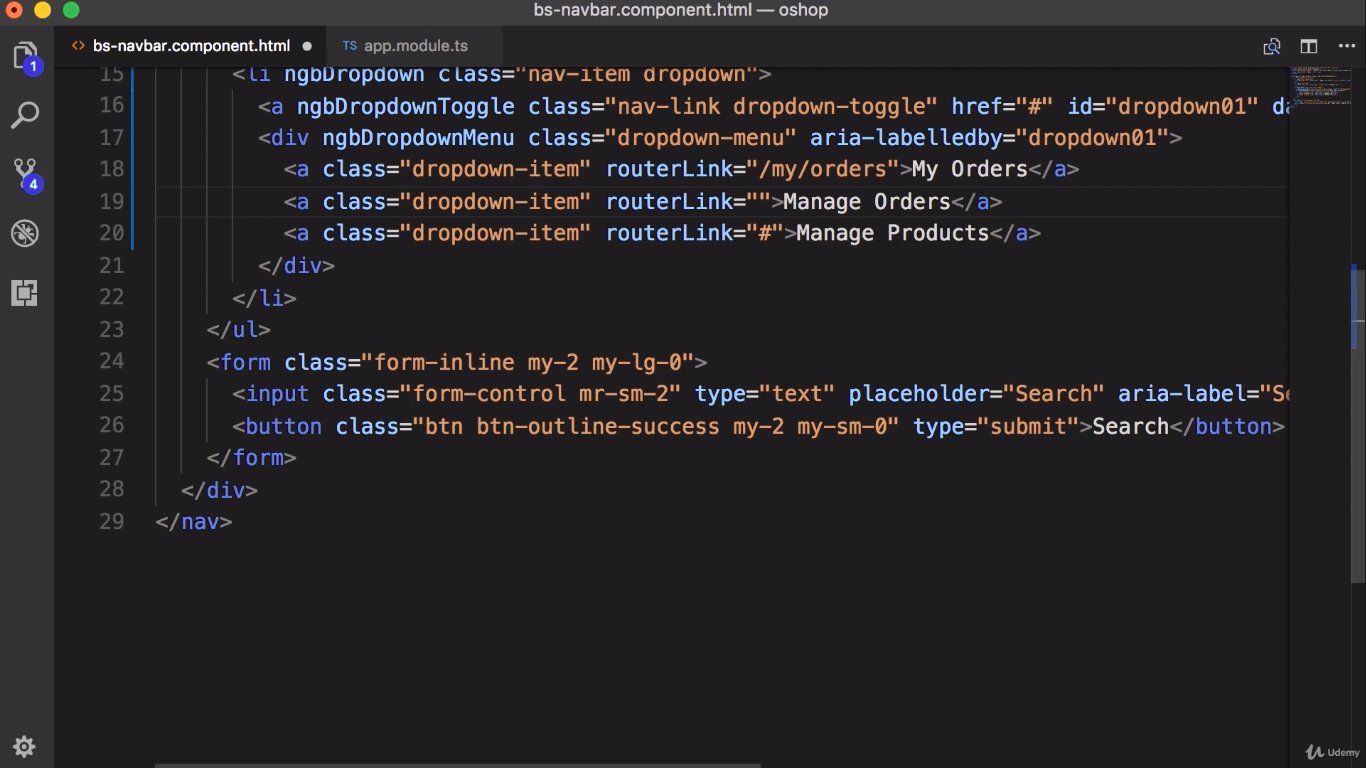 bs-navbar.component.html — oshop
<> bs-navbar.component.html ● TS app.module.ts
1
4
15 <li ngbDropdown class="nav-item dropdown">
16 <a ngbDropdownToggle class="nav-link dropdown-toggle" href="#" id="dropdown01" da
17 <div ngbDropdownMenu class="dropdown-menu" aria-labelledby="dropdown01">
18 <a class="dropdown-item" routerLink="/my/orders">My Orders</a>
19 <a class="dropdown-item" routerLink="">Manage Orders</a>
20 <a class="dropdown-item" routerLink="#">Manage Products</a>
21 </div>
22 </li>
23 </ul>
24 <form class="form-inline my-2 my-lg-0">
25 <input class="form-control mr-sm-2" type="text" placeholder="Search" aria-label="Se
26 <button class="btn btn-outline-success my-2 my-sm-0" type="submit">Search</button>
27 </form>
28 </div>
29 </nav>
Udemy